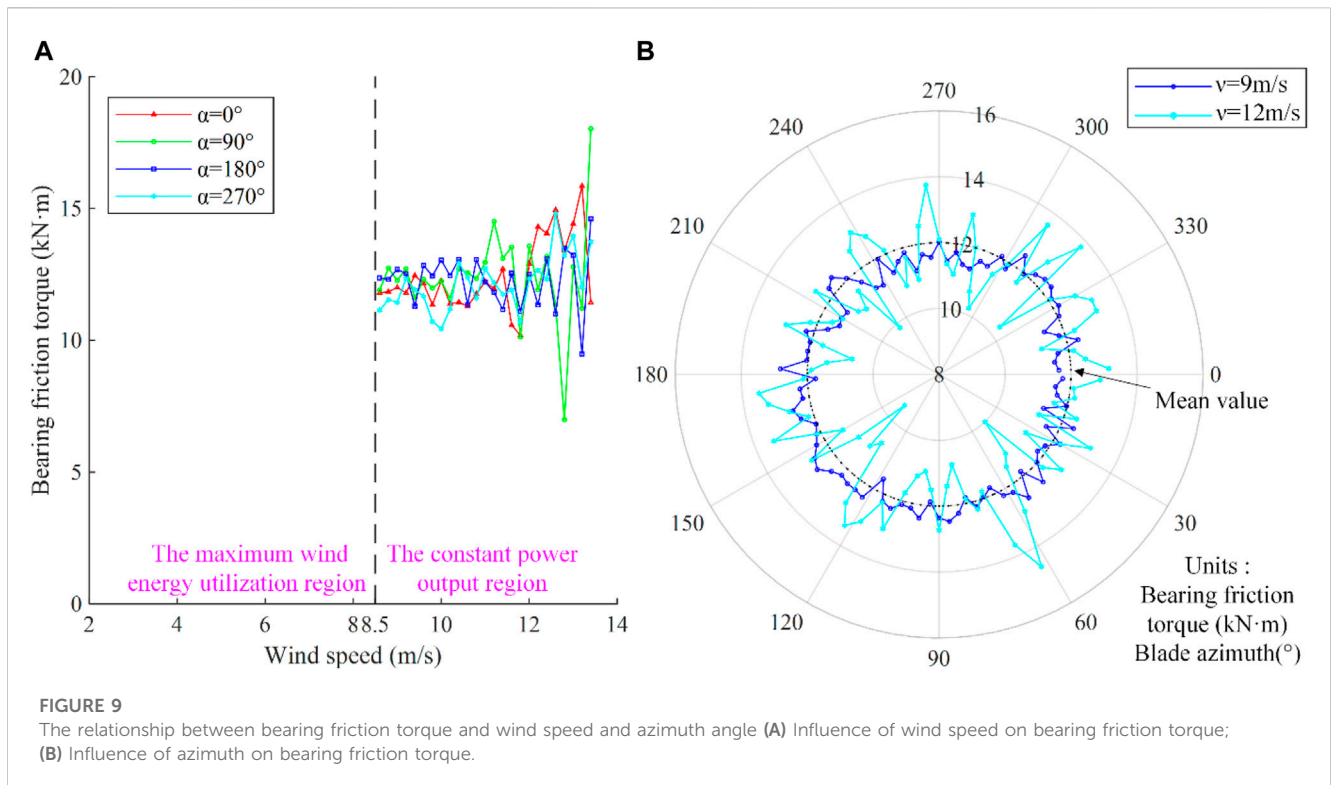 A
20
15
10
5
0
Bearing friction torque (kN·m)
α=0°
α=90°
α=180°
α=270°
The maximum wind
energy utilization region
The constant power
output region
2
4
6
8
8.5
10
12
14
Wind speed (m/s)
B
ν=9m/s
ν=12m/s
270
300
330
0
30
60
90
120
150
180
210
240
16
14
12
10
8
Mean value
Units :
Bearing friction
torque (kN·m)
Blade azimuth(°)
FIGURE 9
The relationship between bearing friction torque and wind speed and azimuth angle (A) Influence of wind speed on bearing friction torque;
(B) Influence of azimuth on bearing friction torque.